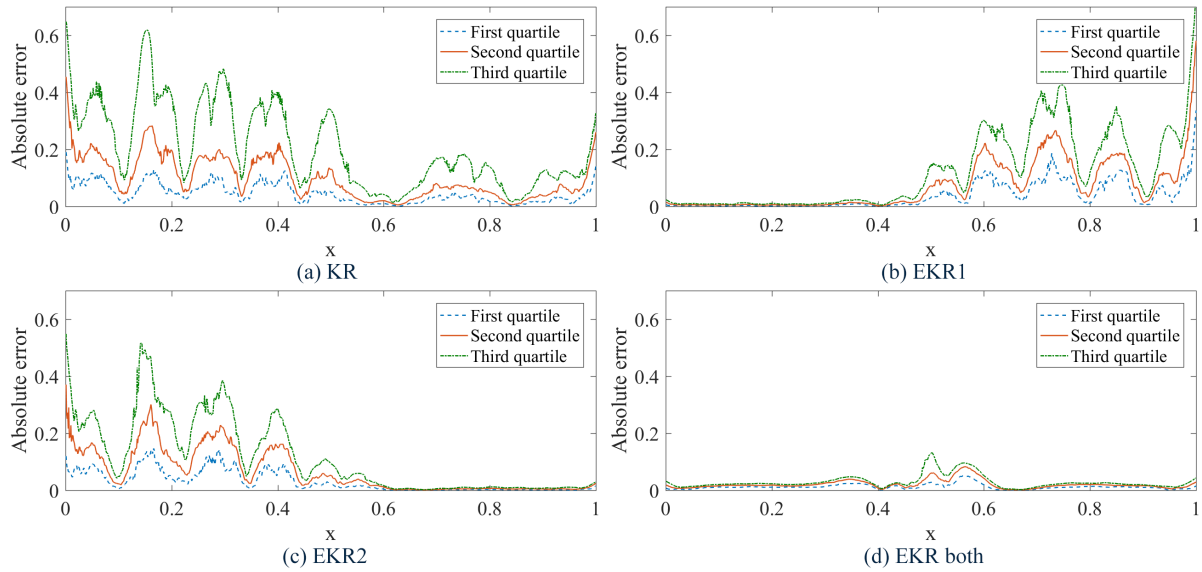 Absolute error
0.6
0.4
0.2
0
First quartile
Second quartile
Third quartile
0 0.2 0.4 0.6 0.8 1
x
(a) KR
Absolute error
0.6
0.4
0.2
0
First quartile
Second quartile
Third quartile
0 0.2 0.4 0.6 0.8 1
x
(b) EKR1
Absolute error
0.6
0.4
0.2
0
First quartile
Second quartile
Third quartile
0 0.2 0.4 0.6 0.8 1
x
(c) EKR2
Absolute error
0.6
0.4
0.2
0
First quartile
Second quartile
Third quartile
0 0.2 0.4 0.6 0.8 1
x
(d) EKR both